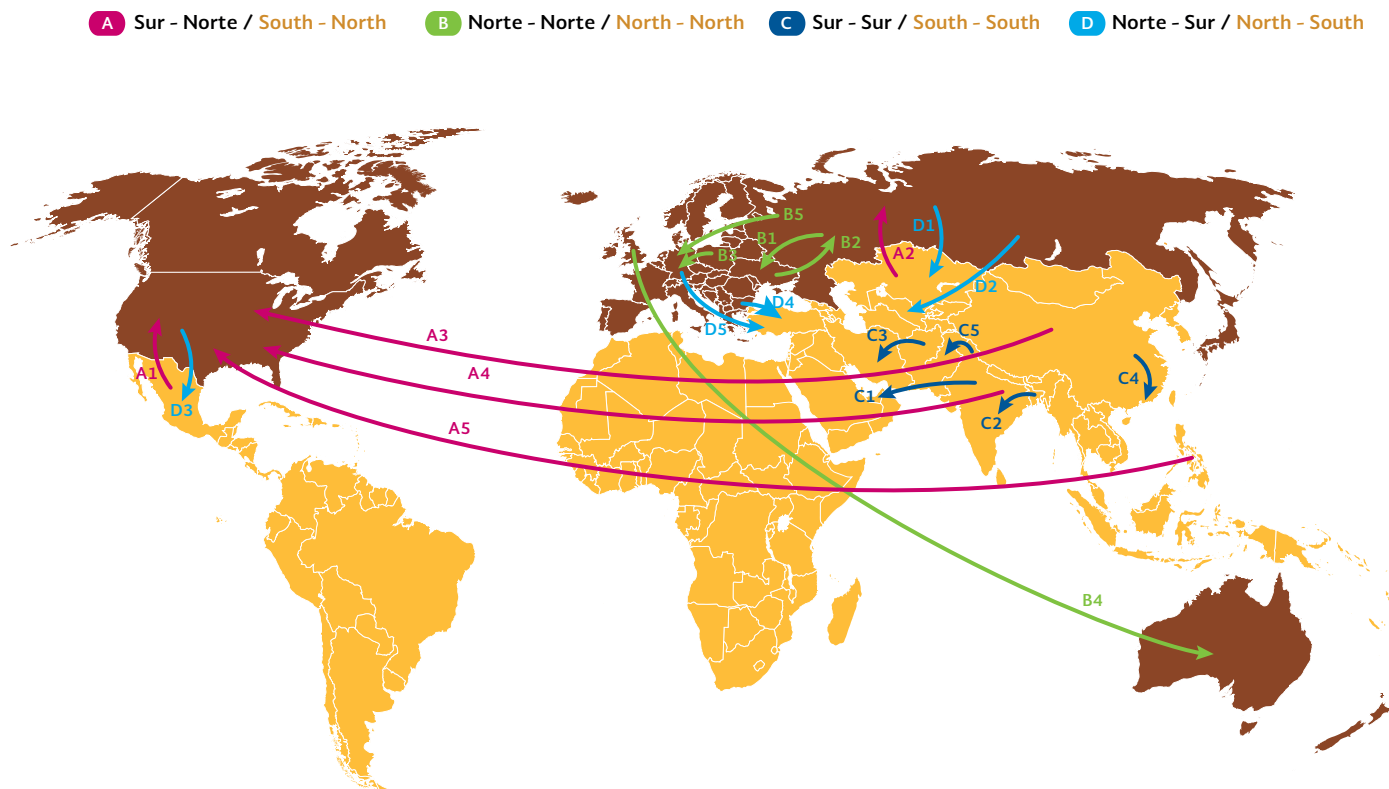 A Sur - Norte / South - North B Norte - Norte / North - North C Sur - Sur / South - South D Norte - Sur / North - South
B5
D1
B1
B2
A2
B3
D2
D4
D5
C3
C5
A3
A1
A4
C4
C1
D3
C2
A5
B4